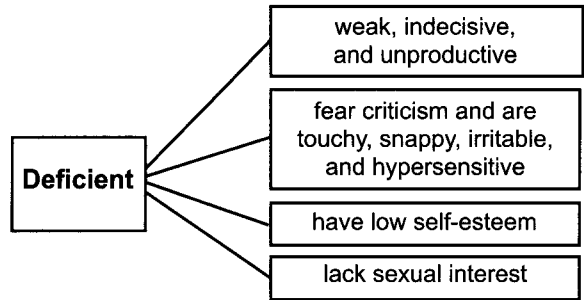 Deficient
weak, indecisive,
and unproductive
fear criticism and are
touchy, snappy, irritable,
and hypersensitive
have low self-esteem
lack sexual interest